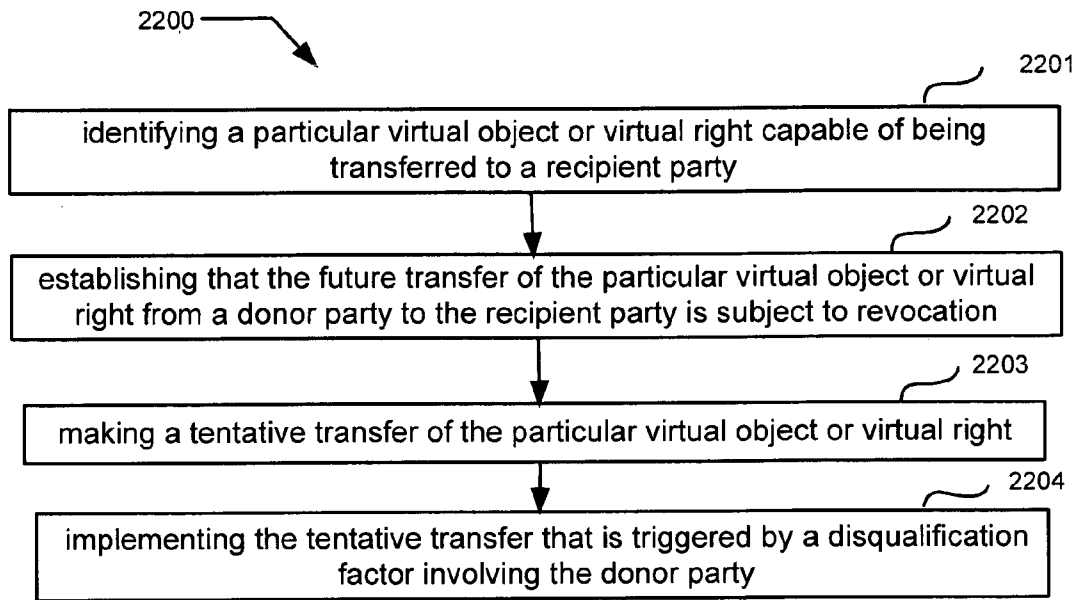 2200
2201
identifying a particular virtual object or virtual right capable of being
transferred to a recipient party
2202
establishing that the future transfer of the particular virtual object or virtual
right from a donor party to the recipient party is subject to revocation
2203
making a tentative transfer of the particular virtual object or virtual right
2204
implementing the tentative transfer that is triggered by a disqualification
factor involving the donor party